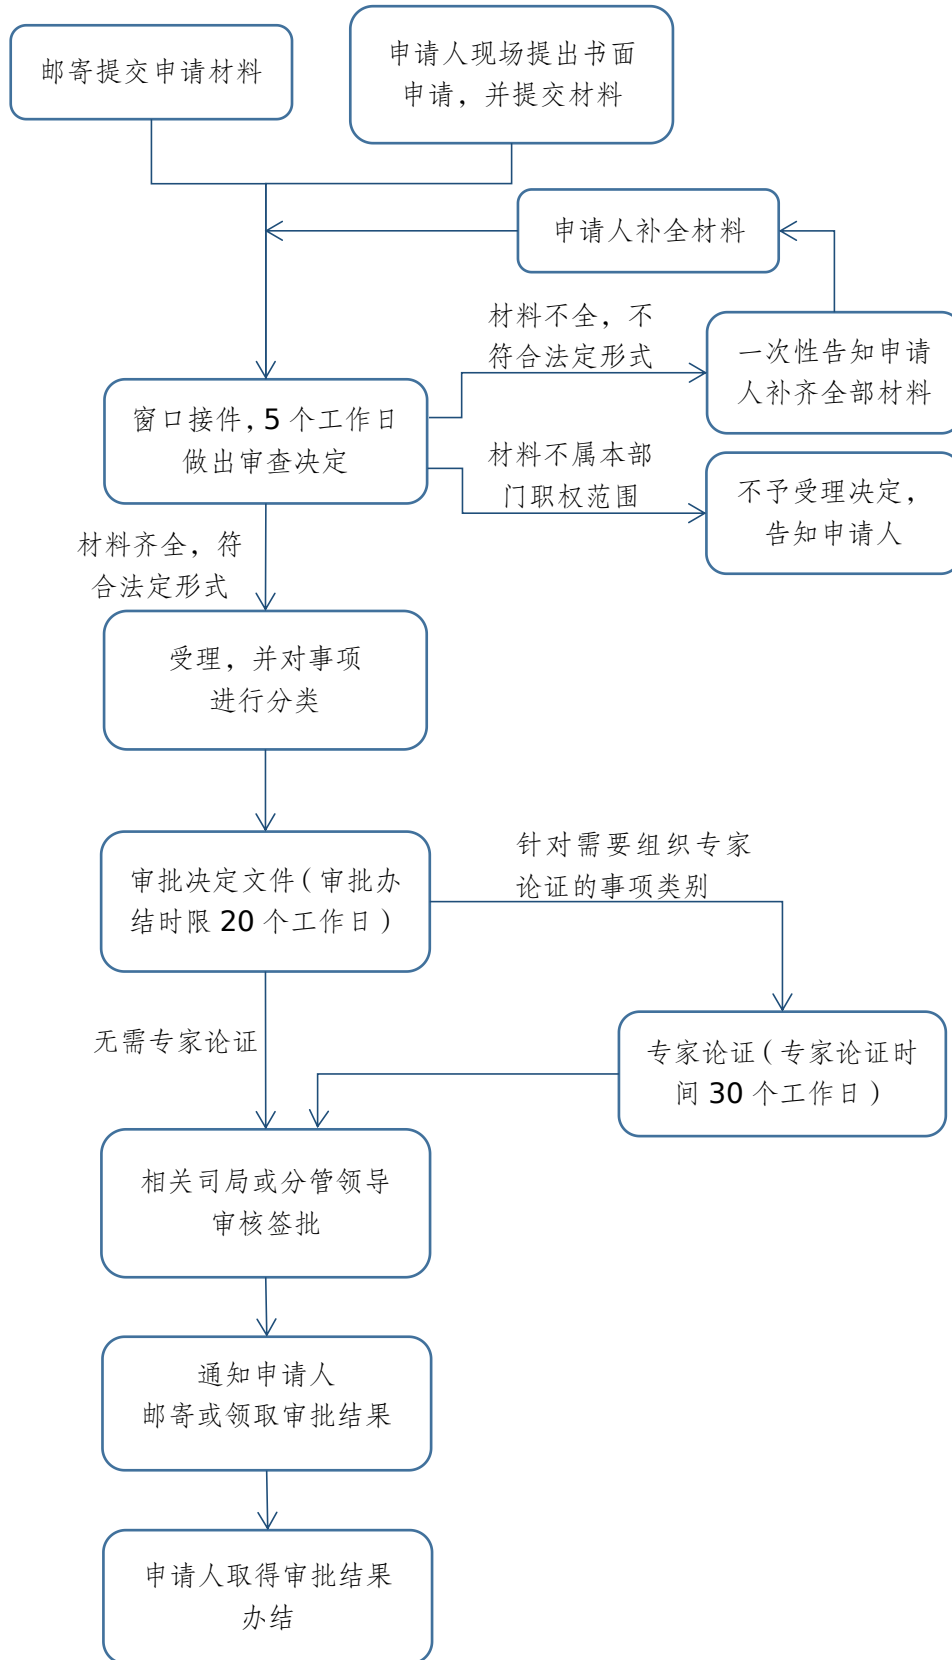 邮寄提交申请材料
申请人现场提出书面
申请，并提交材料
申请人补全材料
材料不全，不
符合法定形式
一次性告知申请
人补齐全部材料
窗口接件，5 个工作日
做出审查决定
材料不属本部
门职权范围
不予受理决定，
告知申请人
材料齐全，符
合法定形式
受理，并对事项
进行分类
审批决定文件（审批办
结时限 20 个工作日）
针对需要组织专家
论证的事项类别
无需专家论证
专家论证（专家论证时
间 30 个工作日）
相关司局或分管领导
审核签批
通知申请人
邮寄或领取审批结果
申请人取得审批结果
办结